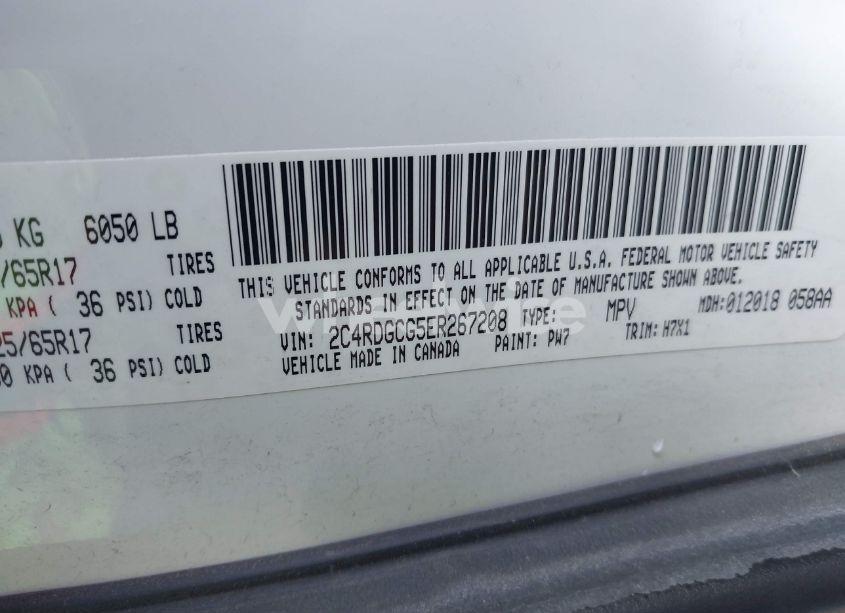 KG 6050 LB
/65R17 TIRES
KPA ( 36 PSI) COLD
25/65R17 TIRES
0 KPA ( 36 PSI) COLD
THIS VEHICLE CONFORMS TO ALL APPLICABLE U.S.A. FEDERAL MOTOR VEHICLE SAFETY
STANDARDS IN EFFECT ON THE DATE OF MANUFACTURE SHOWN ABOVE.
VIN: 2C4RDGCG5ER267208 TYPE: MPV MDH:012018 058AA
VEHICLE MADE IN CANADA PAINT: PW7 TRIM: H7X1